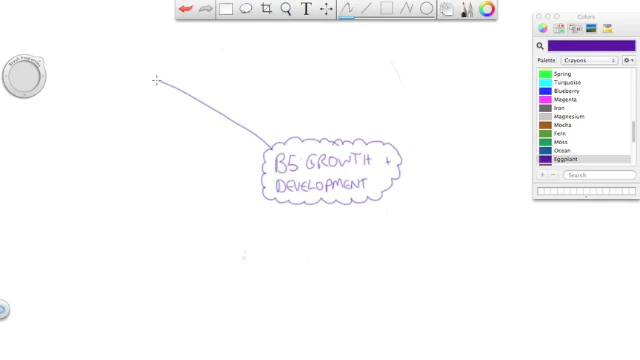 Colors
Palette: Crayons
Spring
Turquoise
Blueberry
Magenta
Iron
Magnesium
Mocha
Fern
Moss
Ocean
Eggplant
Search
T
B5: GROWTH +
DEVELOPMENT